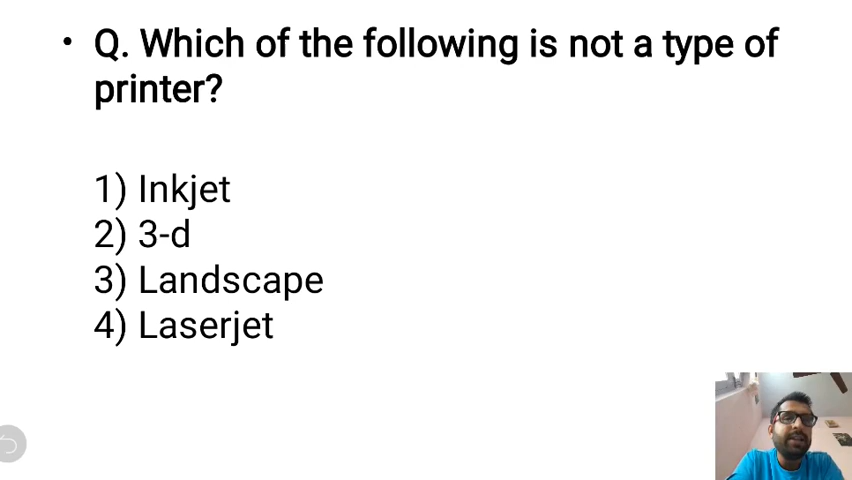 • Q. Which of the following is not a type of
printer?
1) Inkjet
2) 3-d
3) Landscape
4) Laserjet